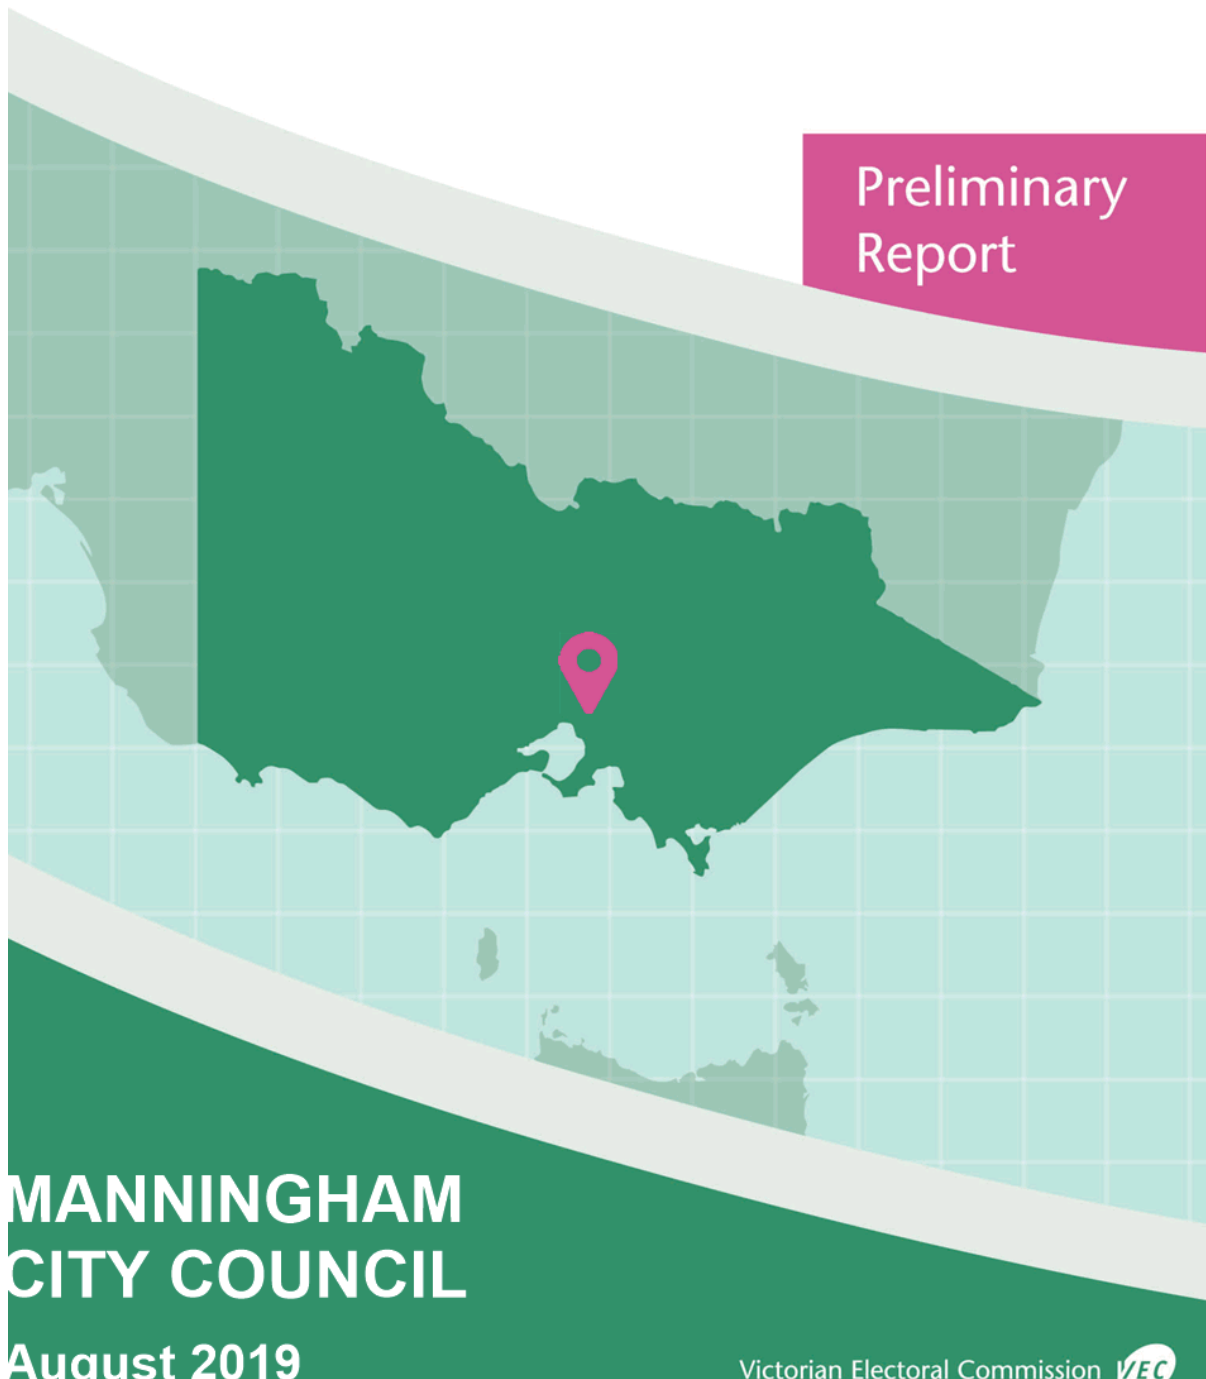 Preliminary
Report
MANNINGHAM
CITY COUNCIL
August 2019
Victorian Electoral Commission VEC